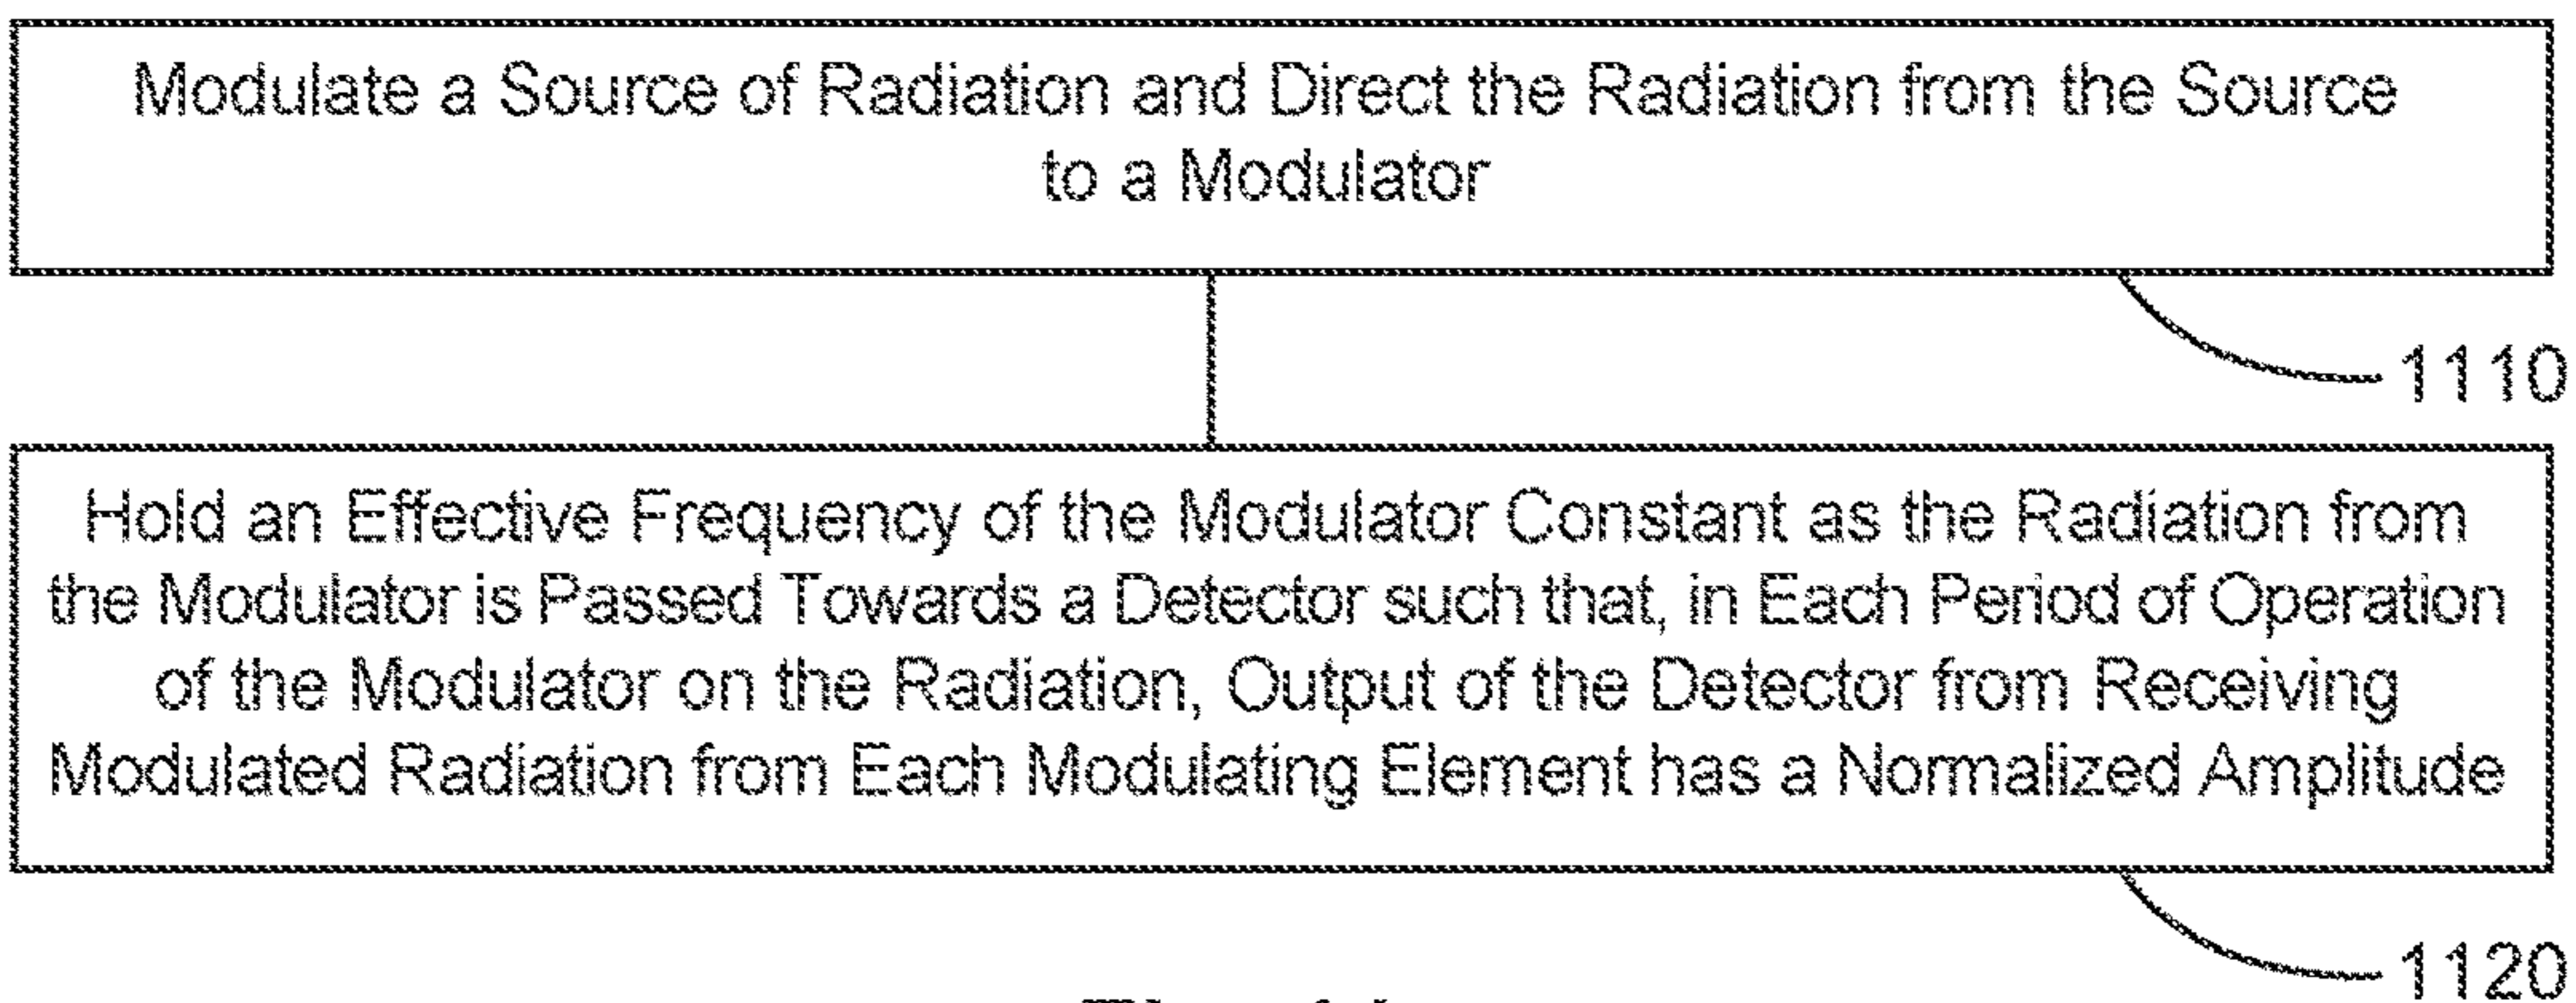 Modulate a Source of Radiation and Direct the Radiation from the Source
to a Modulator
1110
Hold an Effective Frequency of the Modulator Constant as the Radiation from
the Modulator is Passed Towards a Detector such that, in Each Period of Operation
of the Modulator on the Radiation, Output of the Detector from Receiving
Modulated Radiation from Each Modulating Element has a Normalized Amplitude
1120